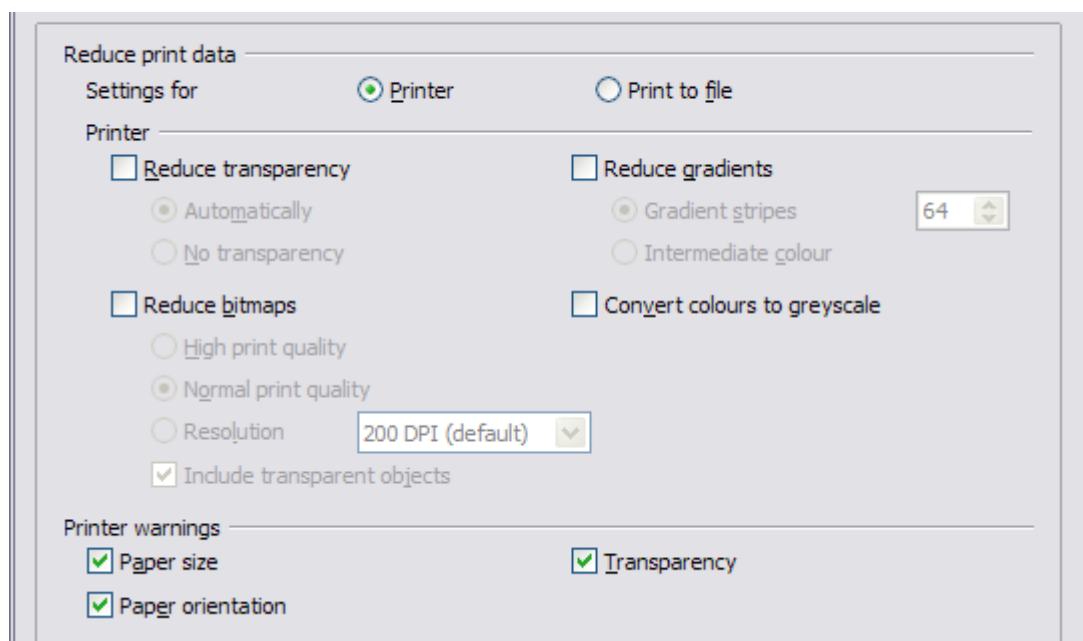 Reduce print data
Settings for Printer Print to file
Printer
Reduce transparency Reduce gradients
Automatically Gradient stripes 64
No transparency Intermediate colour
Reduce bitmaps Convert colours to greyscale
High print quality
Normal print quality
Resolution 200 DPI (default)
Include transparent objects
Printer warnings
Paper size Transparency
Paper orientation